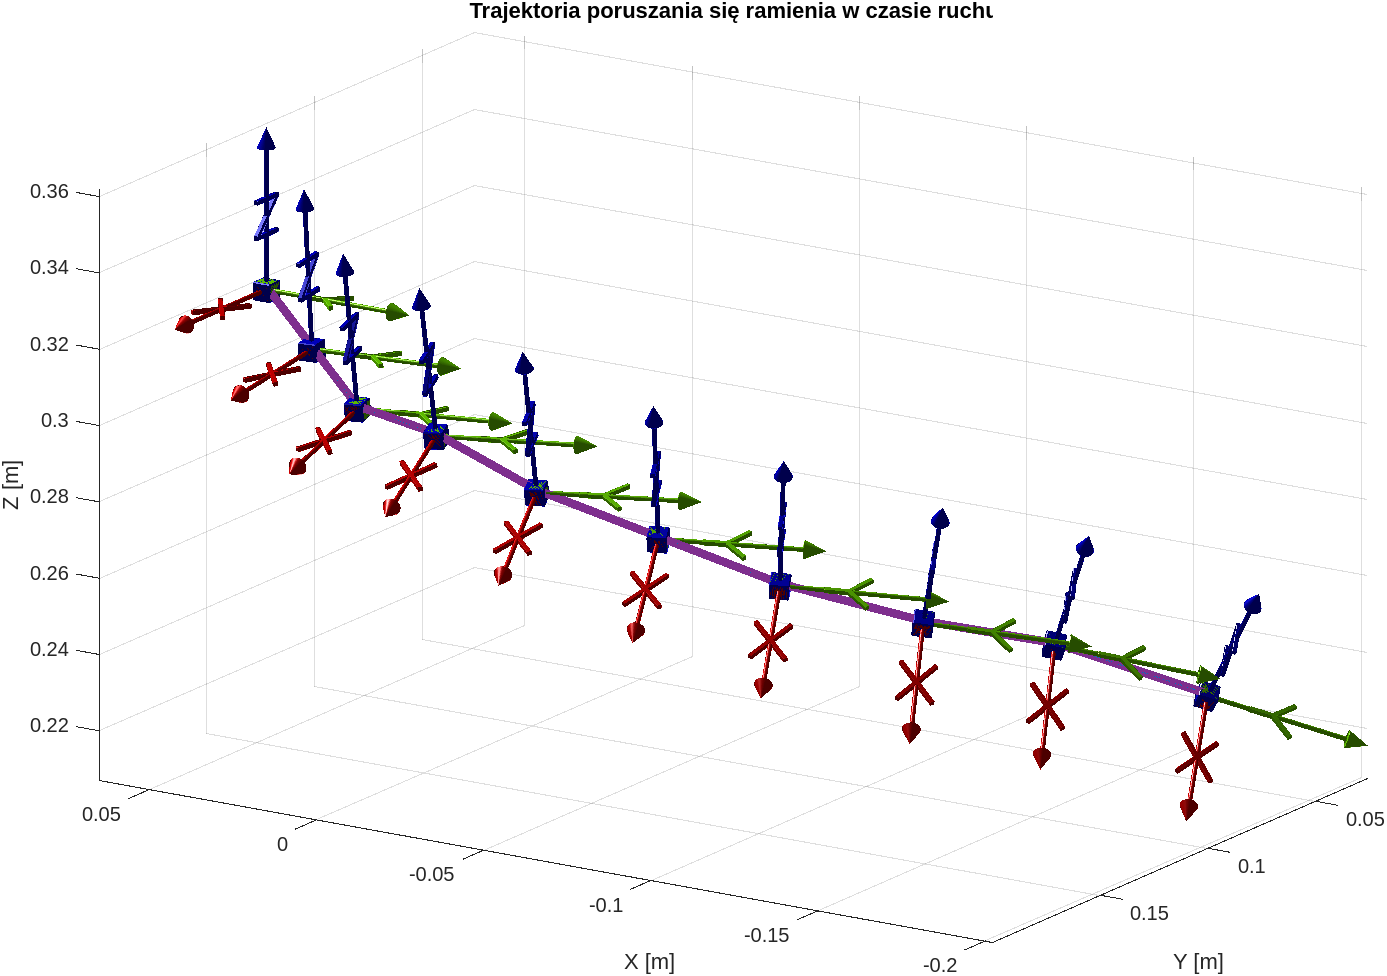 Trajektoria poruszania się ramienia w czasie ruchu
0.36
0.34
0.32
0.3
0.28
0.26
0.24
0.22
Z [m]
0.05
0
-0.05
-0.1
-0.15
-0.2
X [m]
0.05
0.1
0.15
Y [m]
Z
Z
Z
Z
Z
Z
Z
Z
Z
Z
Y
Y
Y
Y
Y
Y
Y
Y
Y
Y
X
X
X
X
X
X
X
X
X
X